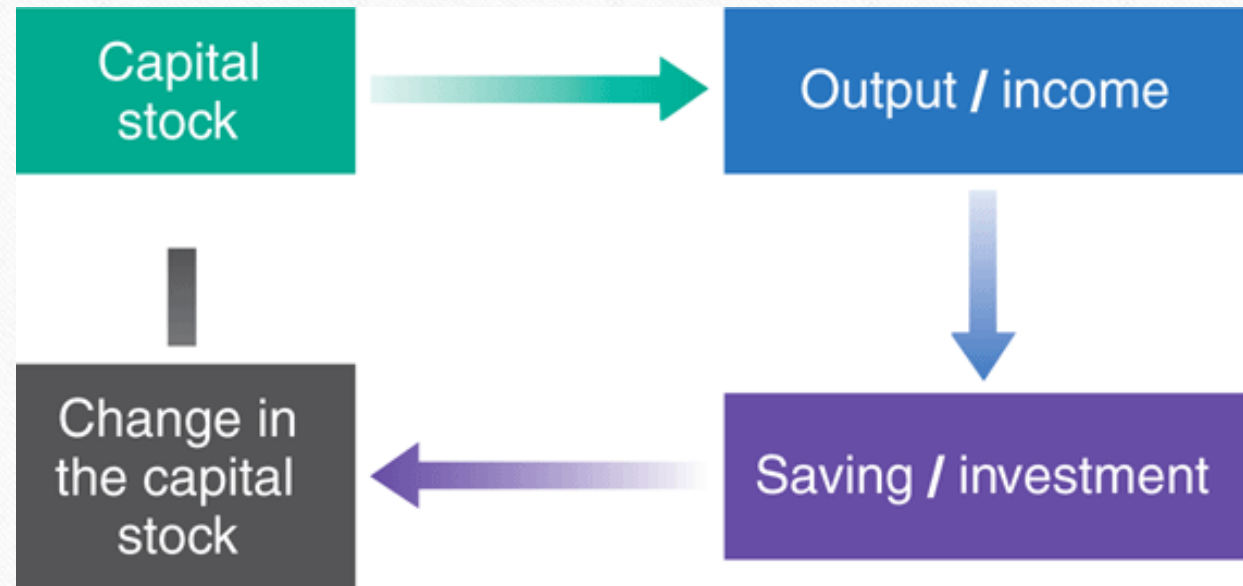 Capital
stock
Output / income
Change in
the capital
stock
Saving / investment